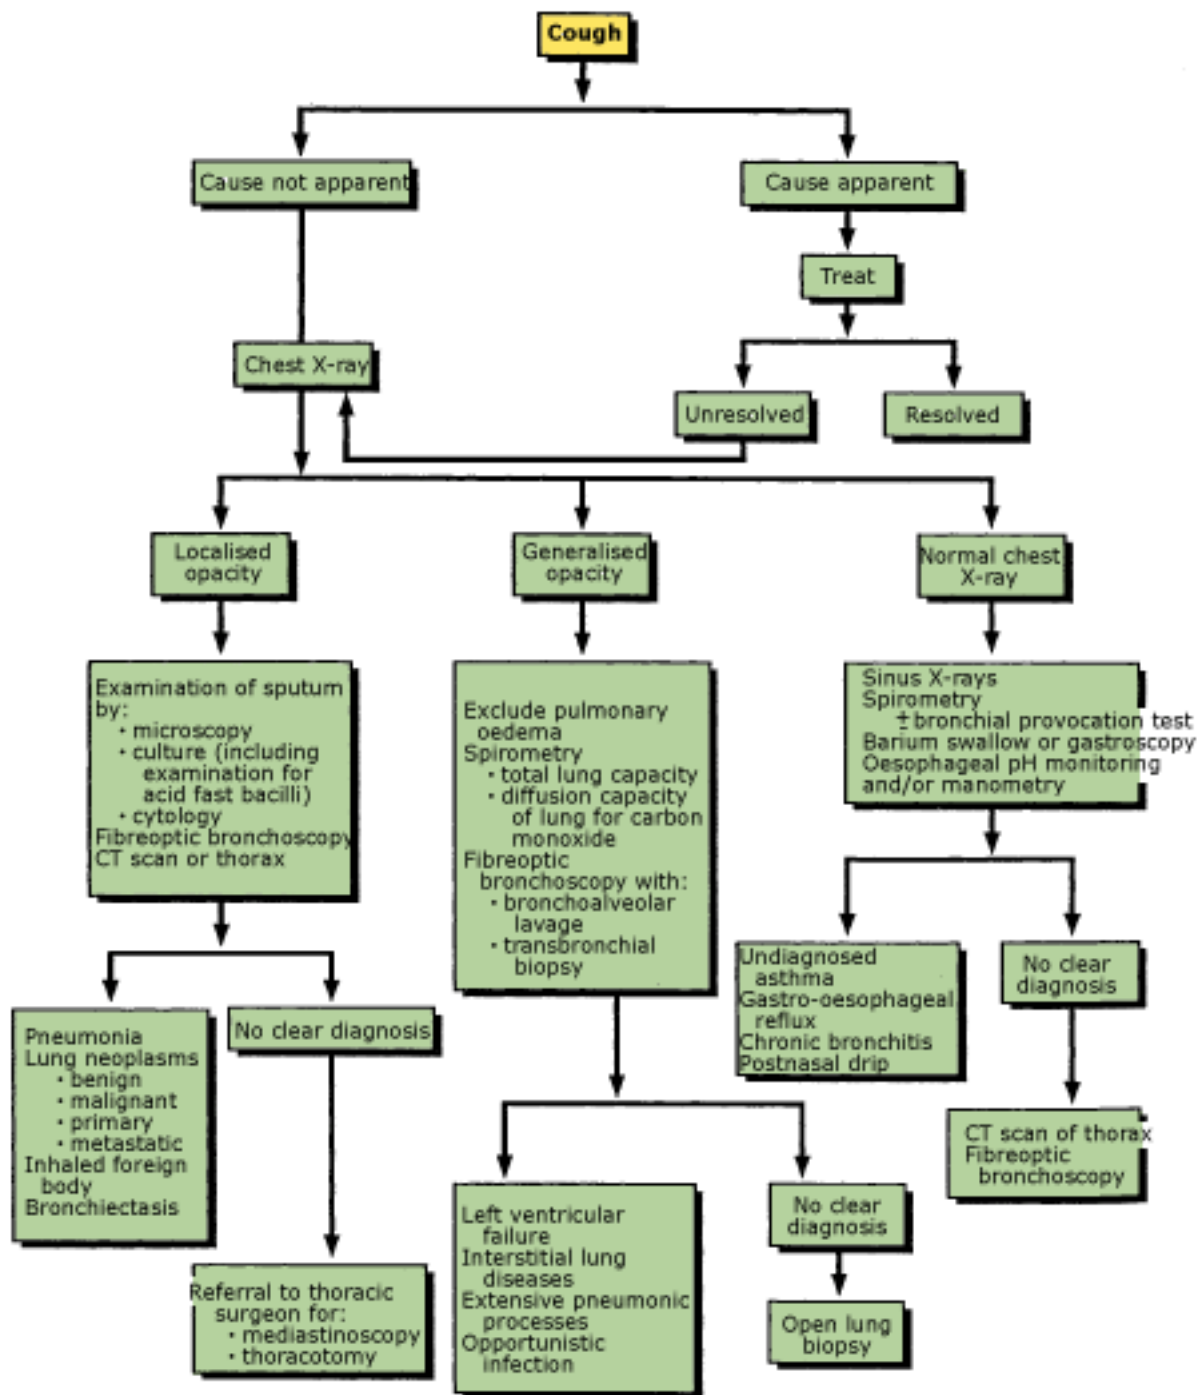 Cough
Cause not apparent
Cause apparent
Treat
Chest X-ray
Unresolved
Resolved
Localised
opacity
Generalised
opacity
Normal chest
X-ray
Examination of sputum
by:
• microscopy
• culture (including
examination for
acid fast bacilli)
• cytology
Fibreoptic bronchoscopy
CT scan or thorax
Exclude pulmonary
oedema
Spirometry
• total lung capacity
• diffusion capacity
of lung for carbon
monoxide
Fibreoptic
bronchoscopy with:
• bronchoalveolar
lavage
• transbronchial
biopsy
Sinus X-rays
Spirometry
± bronchial provocation test
Barium swallow or gastroscopy
Oesophageal pH monitoring
and/or manometry
Undiagnosed
asthma
Gastro-oesophageal
reflux
Chronic bronchitis
Postnasal drip
No clear
diagnosis
Pneumonia
Lung neoplasms
• benign
• malignant
• primary
• metastatic
Inhaled foreign
body
Bronchiectasis
No clear diagnosis
CT scan of thorax
Fibreoptic
bronchoscopy
Left ventricular
failure
Interstitial lung
diseases
Extensive pneumonic
processes
Opportunistic
infection
No clear
diagnosis
Referral to thoracic
surgeon for:
• mediastinoscopy
• thoracotomy
Open lung
biopsy